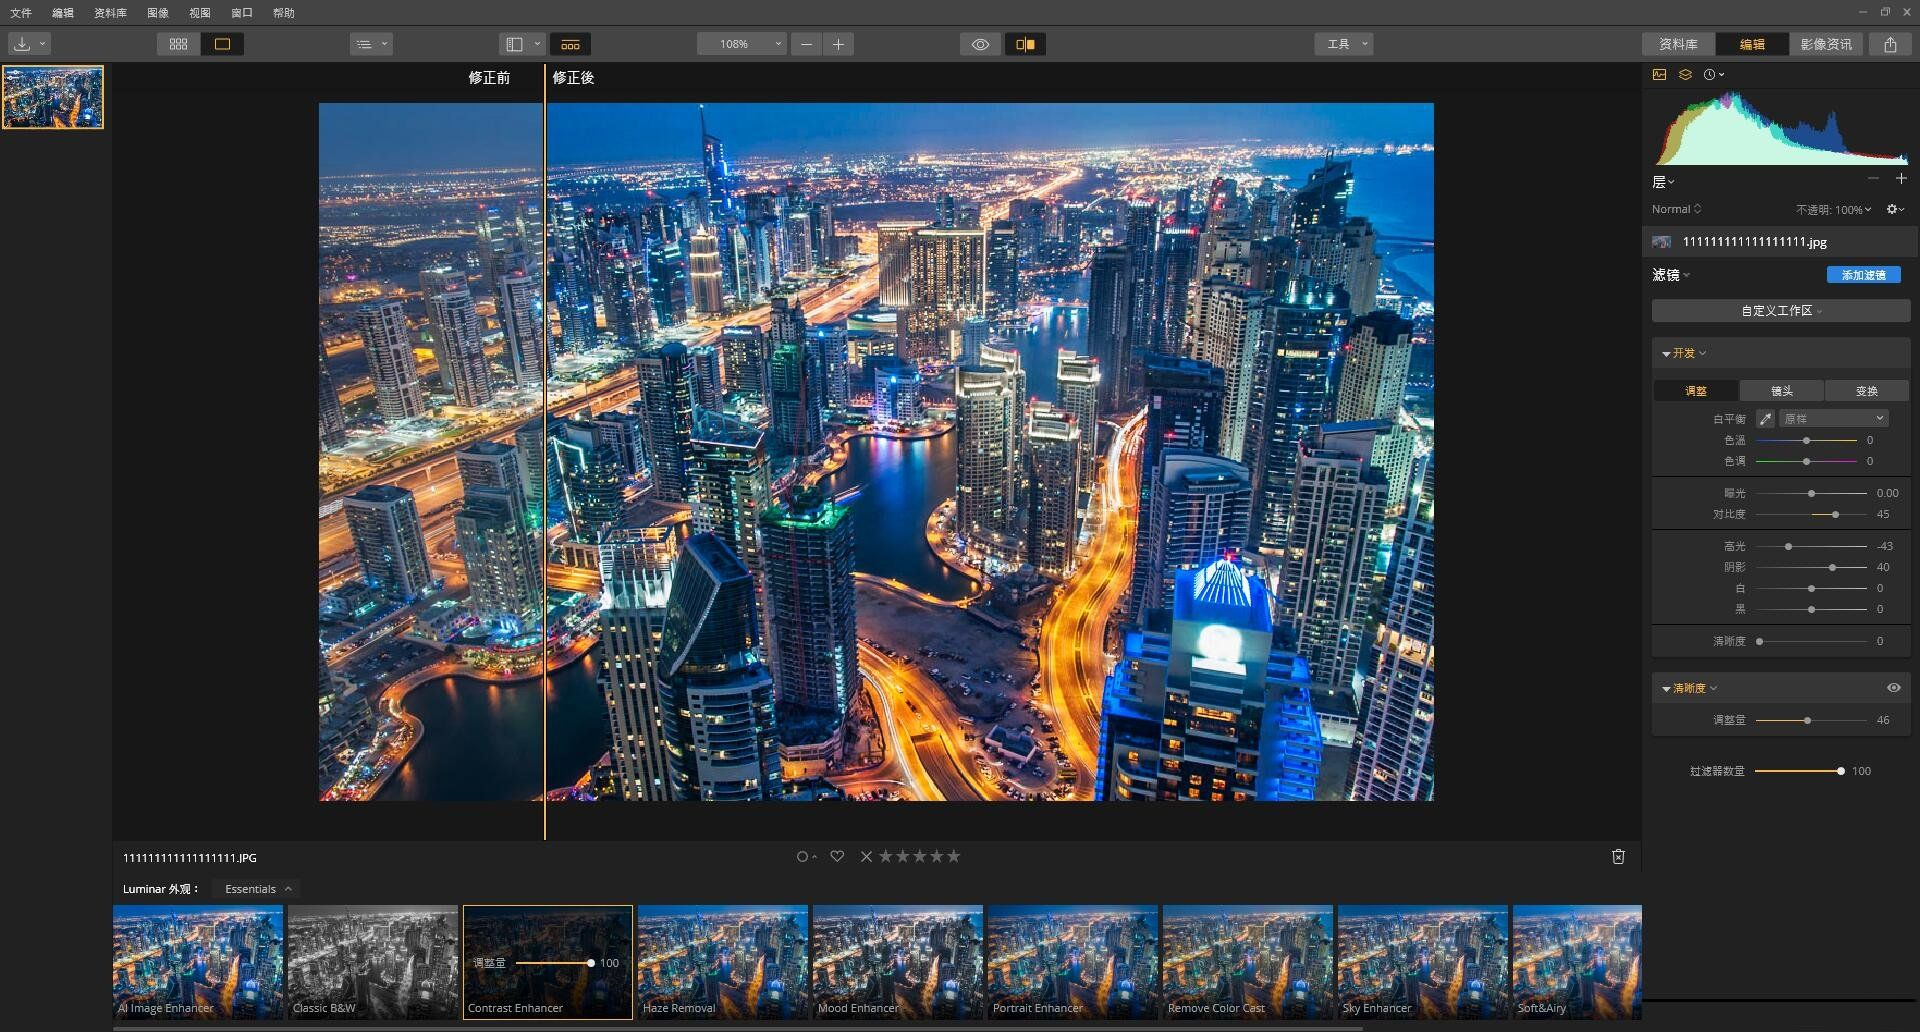 文件 编辑 资料库 图像 视图 窗口 帮助
108% 工具 资料库 编辑 影像资讯
修正前 修正後
层
Normal 不透明: 100%
111111111111111111.jpg
滤镜 添加滤镜
自定义工作区
开发
调整 镜头 变换
白平衡 原样
色温 0
色调 0
曝光 0.00
对比度 45
高光 -43
阴影 40
白 0
黑 0
清晰度 0
清晰度
调整量 46
过滤器数量 100
111111111111111111.JPG
Luminar 外观： Essentials
调整量 100
AI Image Enhancer Classic B&W Contrast Enhancer Haze Removal Mood Enhancer Portrait Enhancer Remove Color Cast Sky Enhancer Soft&Airy